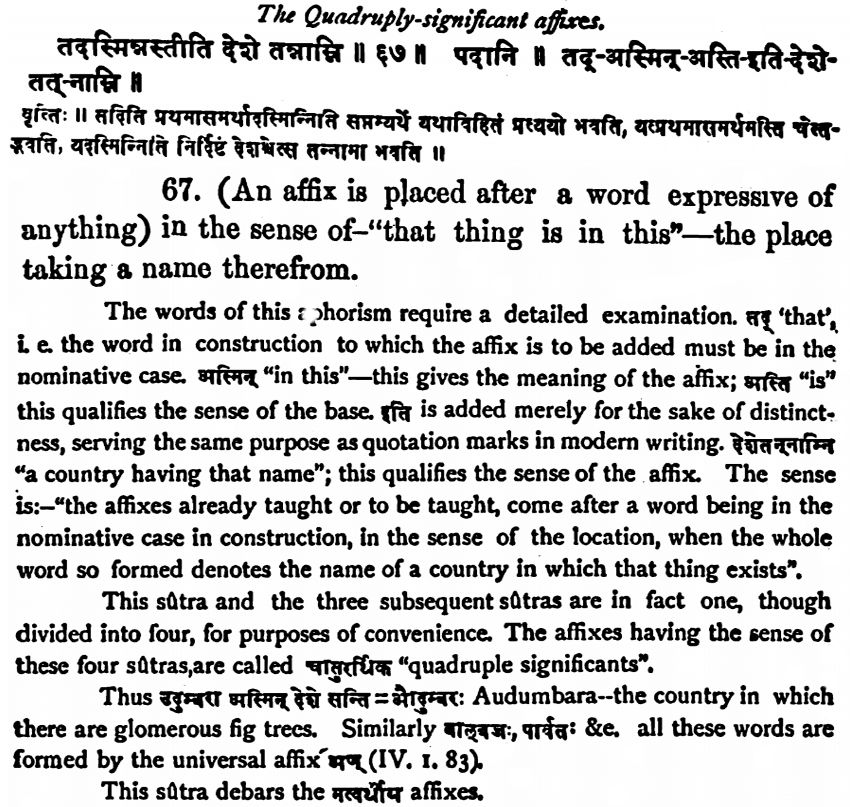 The Quadruply-significant affixes.
तदस्मिन्नस्तीति देशे तन्नाम्नि ॥ ६७ ॥ पदानि ॥ तद्-अस्मिन्-अस्ति-इति-देशे-
तत्-नाम्नि ॥
वृत्तिः ॥ तदिति प्रथमासमर्थादस्मिन्निति सप्तम्यर्थे यथाविहितं प्रत्ययो भवति, यत्प्रथमासमर्थमस्ति चेत्त-
द्भवति, यदस्मिन्निति निर्दिष्टं देशश्चेत्स तन्नामा भवति ॥
67. (An affix is placed after a word expressive of
anything) in the sense of-“that thing is in this”—the place
taking a name therefrom.
The words of this aphorism require a detailed examination. तद् 'that',
i. e. the word in construction to which the affix is to be added must be in the
nominative case. अस्मिन् “in this”—this gives the meaning of the affix; अस्ति “is”
this qualifies the sense of the base. इति is added merely for the sake of distinct-
ness, serving the same purpose as quotation marks in modern writing. देशेतन्नाम्नि
“a country having that name”; this qualifies the sense of the affix. The sense
is:—“the affixes already taught or to be taught, come after a word being in the
nominative case in construction, in the sense of the location, when the whole
word so formed denotes the name of a country in which that thing exists”.
This sûtra and the three subsequent sûtras are in fact one, though
divided into four, for purposes of convenience. The affixes having the sense of
these four sûtras,are called चातुरर्थिक “quadruple significants”.
Thus उदुम्बरा अस्मिन् देशे सन्ति=औदुम्बरः Audumbara--the country in which
there are glomerous fig trees. Similarly बाल्बजः, पार्वतः &e. all these words are
formed by the universal affix अण् (IV. 1. 83).
This sûtra debars the मत्वर्थीय affixes.